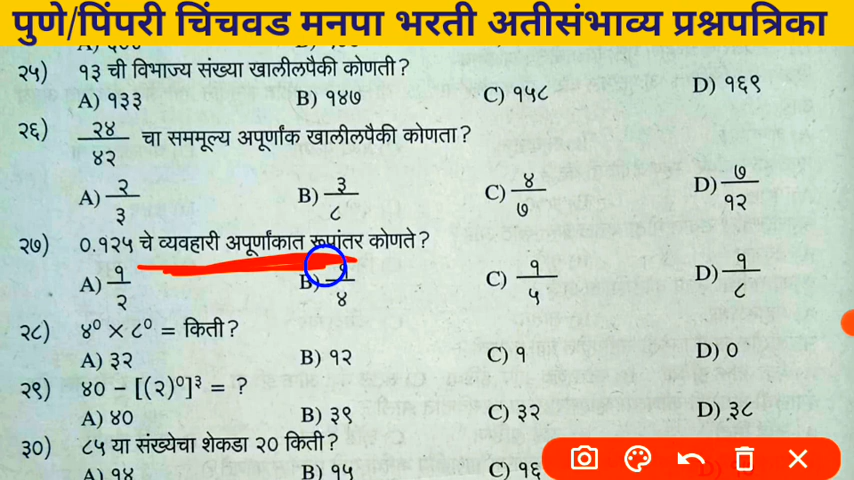 पुणे/पिंपरी चिंचवड मनपा भरती अतीसंभाव्य प्रश्नपत्रिका
२५) १३ ची विभाज्य संख्या खालीलपैकी कोणती?
A) १३३ B) १४७ C) १५८ D) १६९
२६) २४/४२ चा सममूल्य अपूर्णांक खालीलपैकी कोणता?
A) २/३ B) ३/८ C) ४/७ D) ७/१२
२७) ०.१२५ चे व्यवहारी अपूर्णांकात रूपांतर कोणते?
A) १/२ B) १/४ C) १/५ D) १/८
२८) ४⁰ × ८⁰ = किती?
A) ३२ B) १२ C) १ D) ०
२९) ४० − [(२)⁰]³ = ?
A) ४० B) ३९ C) ३२ D) ३८
३०) ८५ या संख्येचा शेकडा २० किती?
A) १४ B) १५ C) १६